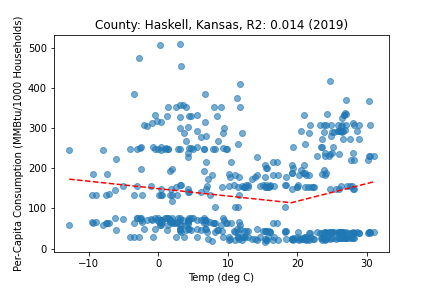 County: Haskell, Kansas, R2: 0.014 (2019)
Per-Capita Consumption (MMBtu/1000 Households)
500
400
300
200
100
0
−10 0 10 20 30
Temp (deg C)